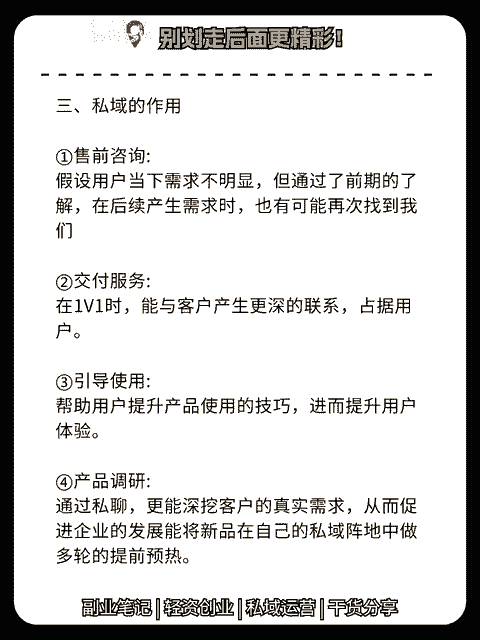 别划走后面更精彩!
三、私域的作用
①售前咨询:
假设用户当下需求不明显，但通过了前期的了
解，在后续产生需求时，也有可能再次找到我
们
②交付服务:
在1V1时，能与客户产生更深的联系，占据用
户。
③引导使用:
帮助用户提升产品使用的技巧，进而提升用户
体验。
④产品调研:
通过私聊，更能深挖客户的真实需求，从而促
进企业的发展能将新品在自己的私域阵地中做
多轮的提前预热。
副业笔记 | 轻资创业 | 私域运营 | 干货分享